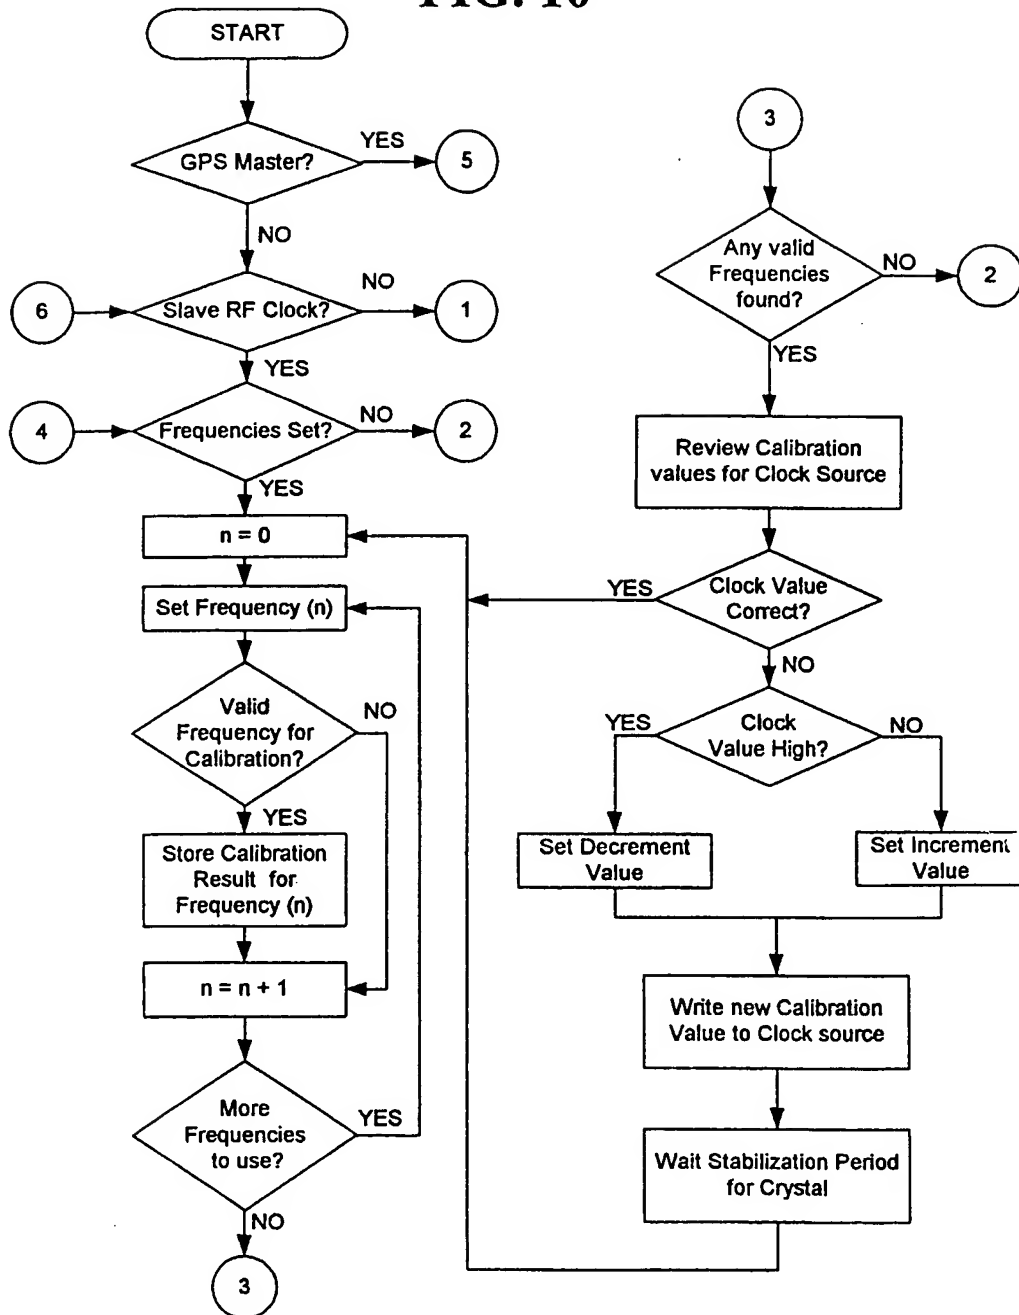 FIG. 10
START
GPS Master?
YES
5
NO
6
Slave RF Clock?
NO
1
YES
4
Frequencies Set?
NO
2
YES
n = 0
Set Frequency (n)
Valid
Frequency for
Calibration?
NO
YES
Store Calibration
Result for
Frequency (n)
n = n + 1
More
Frequencies
to use?
YES
NO
3
3
Any valid
Frequencies
found?
NO
2
YES
Review Calibration
values for Clock Source
Clock Value
Correct?
YES
NO
Clock
Value High?
YES
NO
Set Decrement
Value
Set Increment
Value
Write new Calibration
Value to Clock source
Wait Stabilization Period
for Crystal